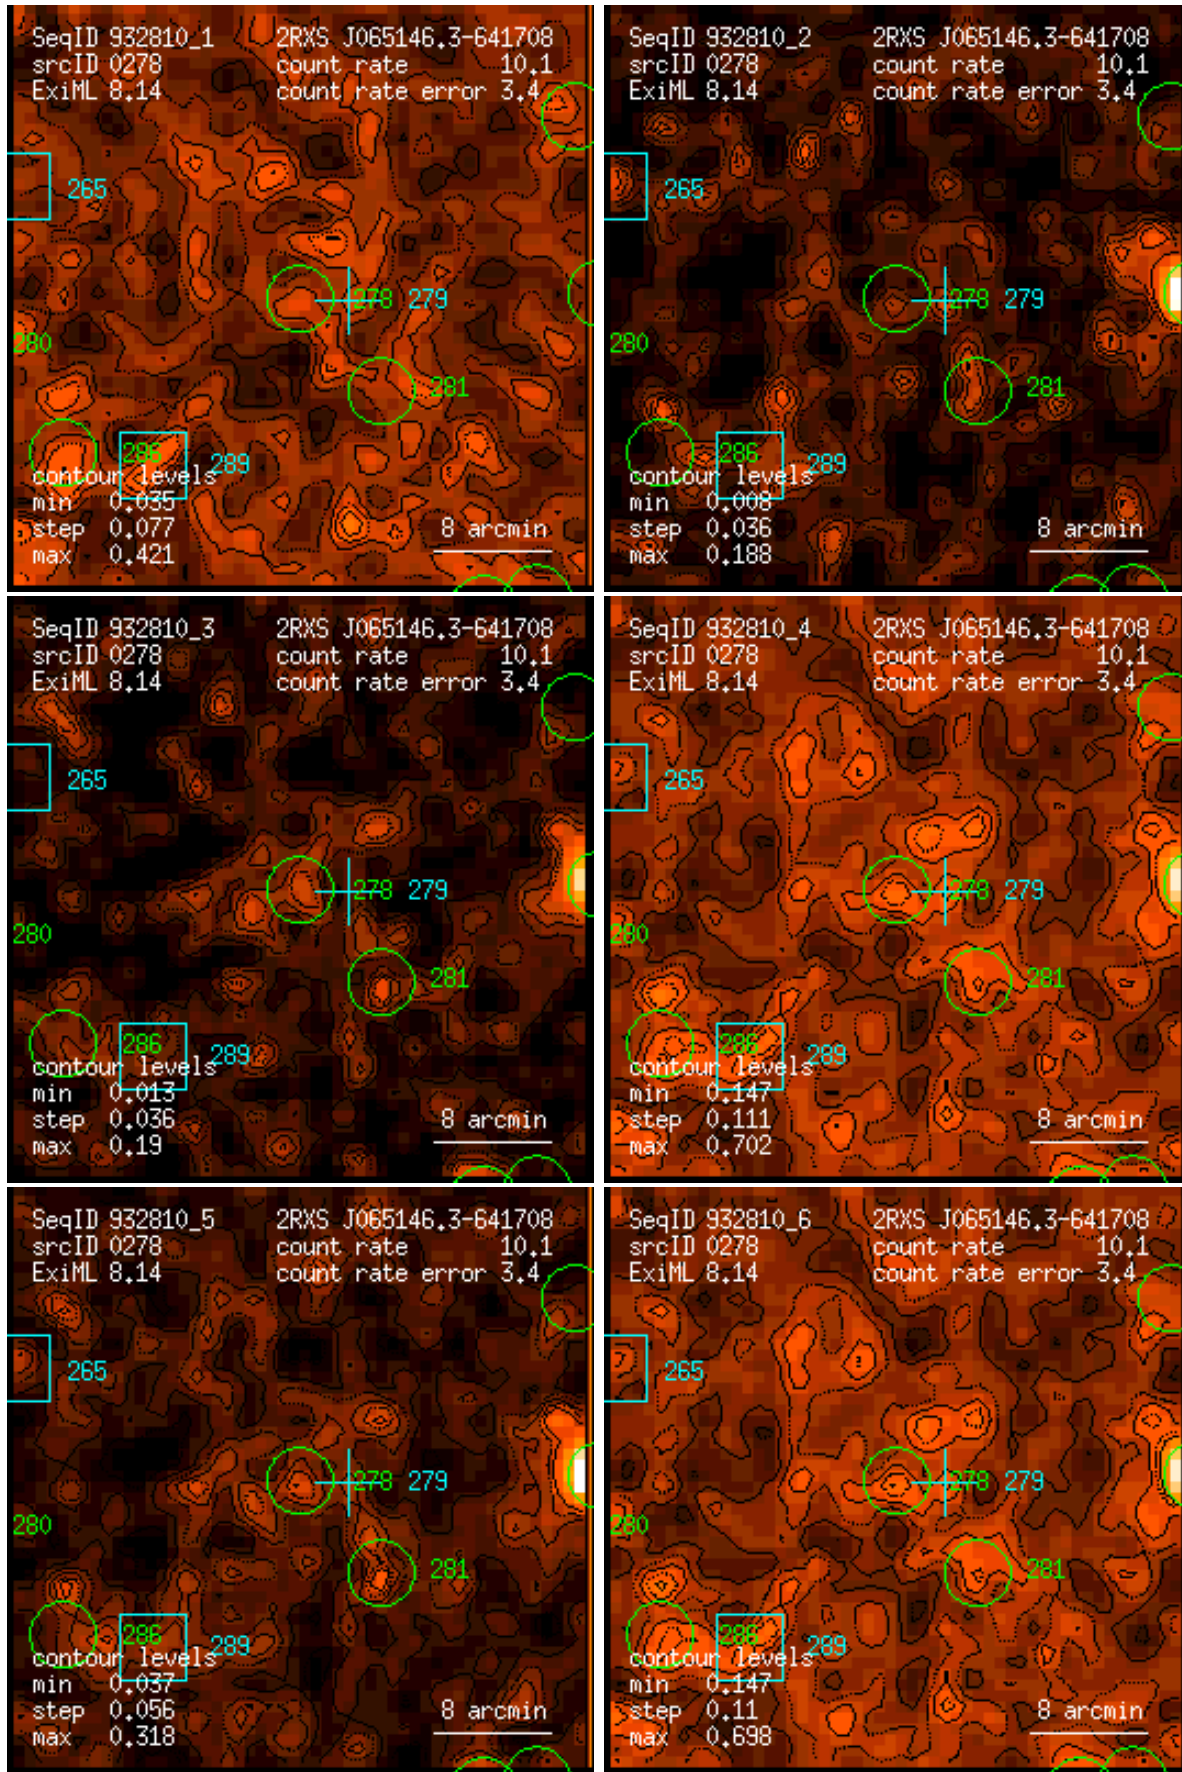 SeqID 932810_1 2RXS J065146.3-641708
srcID 0278 count rate 10.1
ExiML 8.14 count rate error 3.4
265
278 279
280
281
286 289
contour levels
min 0.035
step 0.077 8 arcmin
max 0.421
SeqID 932810_2 2RXS J065146.3-641708
srcID 0278 count rate 10.1
ExiML 8.14 count rate error 3.4
265
278 279
280
281
286 289
contour levels
min 0.008
step 0.036 8 arcmin
max 0.188
SeqID 932810_3 2RXS J065146.3-641708
srcID 0278 count rate 10.1
ExiML 8.14 count rate error 3.4
265
278 279
280
281
286 289
contour levels
min 0.013
step 0.036 8 arcmin
max 0.19
SeqID 932810_4 2RXS J065146.3-641708
srcID 0278 count rate 10.1
ExiML 8.14 count rate error 3.4
265
278 279
280
281
286 289
contour levels
min 0.147
step 0.111 8 arcmin
max 0.702
SeqID 932810_5 2RXS J065146.3-641708
srcID 0278 count rate 10.1
ExiML 8.14 count rate error 3.4
265
278 279
280
281
286 289
contour levels
min 0.037
step 0.056 8 arcmin
max 0.318
SeqID 932810_6 2RXS J065146.3-641708
srcID 0278 count rate 10.1
ExiML 8.14 count rate error 3.4
265
278 279
280
281
286 289
contour levels
min 0.147
step 0.11 8 arcmin
max 0.698